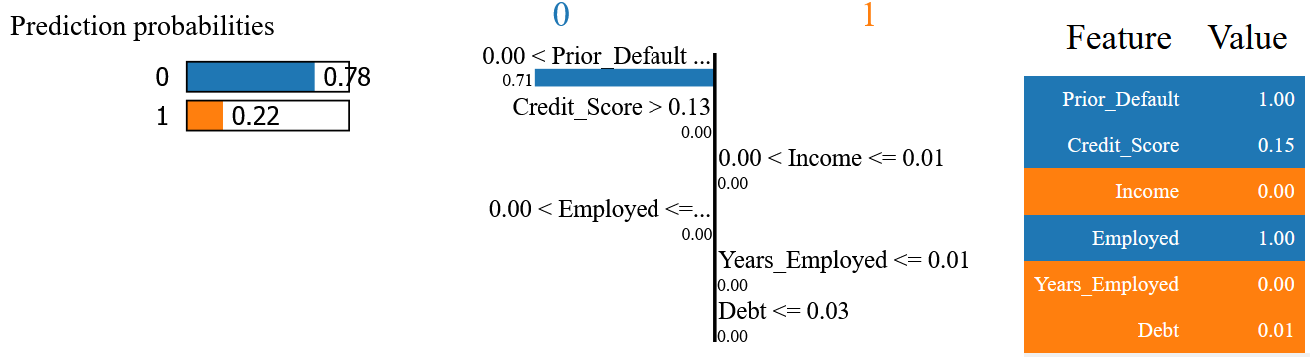 Prediction probabilities
0 0.78
1 0.22
0 1
0.00 < Prior_Default ...
0.71
Credit_Score > 0.13
0.00
0.00 < Income <= 0.01
0.00
0.00 < Employed <=...
0.00
Years_Employed <= 0.01
0.00
Debt <= 0.03
0.00
Feature Value
Prior_Default 1.00
Credit_Score 0.15
Income 0.00
Employed 1.00
Years_Employed 0.00
Debt 0.01